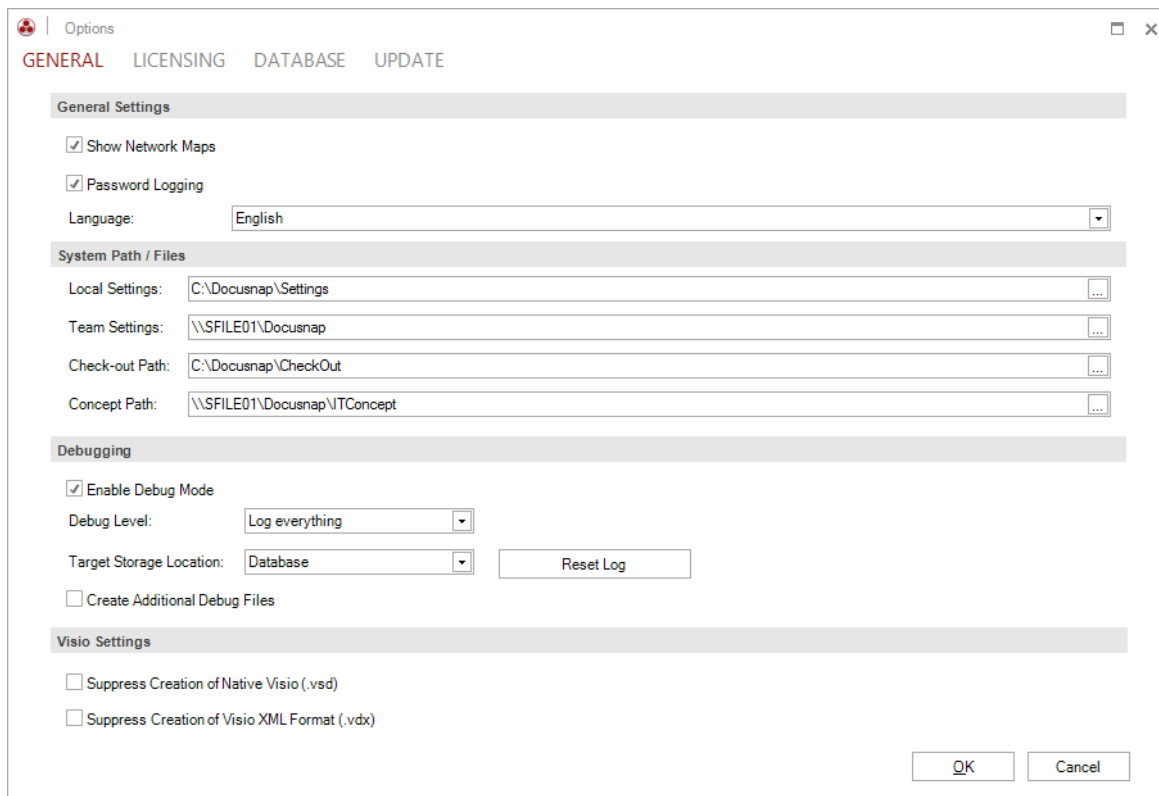 Options
GENERAL LICENSING DATABASE UPDATE
General Settings
Show Network Maps
Password Logging
Language: English
System Path / Files
Local Settings: C:\Docusnap\Settings ...
Team Settings: \\SFILE01\Docusnap ...
Check-out Path: C:\Docusnap\CheckOut ...
Concept Path: \\SFILE01\Docusnap\ITConcept ...
Debugging
Enable Debug Mode
Debug Level: Log everything
Target Storage Location: Database Reset Log
Create Additional Debug Files
Visio Settings
Suppress Creation of Native Visio (.vsd)
Suppress Creation of Visio XML Format (.vdx)
OK Cancel